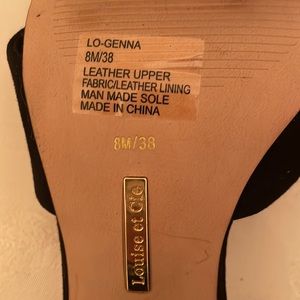 LO-GENNA
8M/38
LEATHER UPPER
FABRIC/LEATHER LINING
MAN MADE SOLE
MADE IN CHINA
8M/38
Louise et Cie